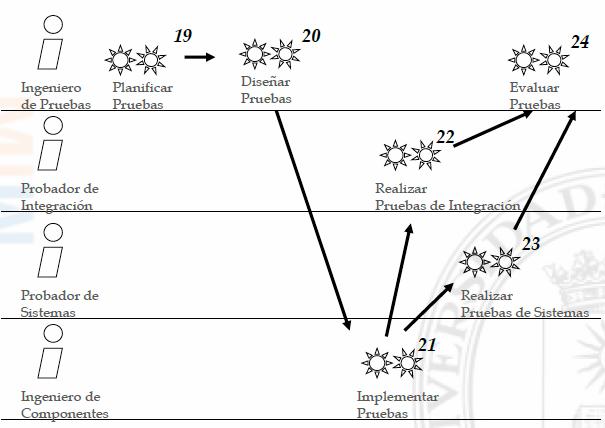 19
20
24
Ingeniero
de Pruebas
Planificar
Pruebas
Diseñar
Pruebas
Evaluar
Pruebas
22
Probador de
Integración
Realizar
Pruebas de Integración
23
Probador de
Sistemas
Realizar
Pruebas de Sistemas
21
Ingeniero de
Componentes
Implementar
Pruebas